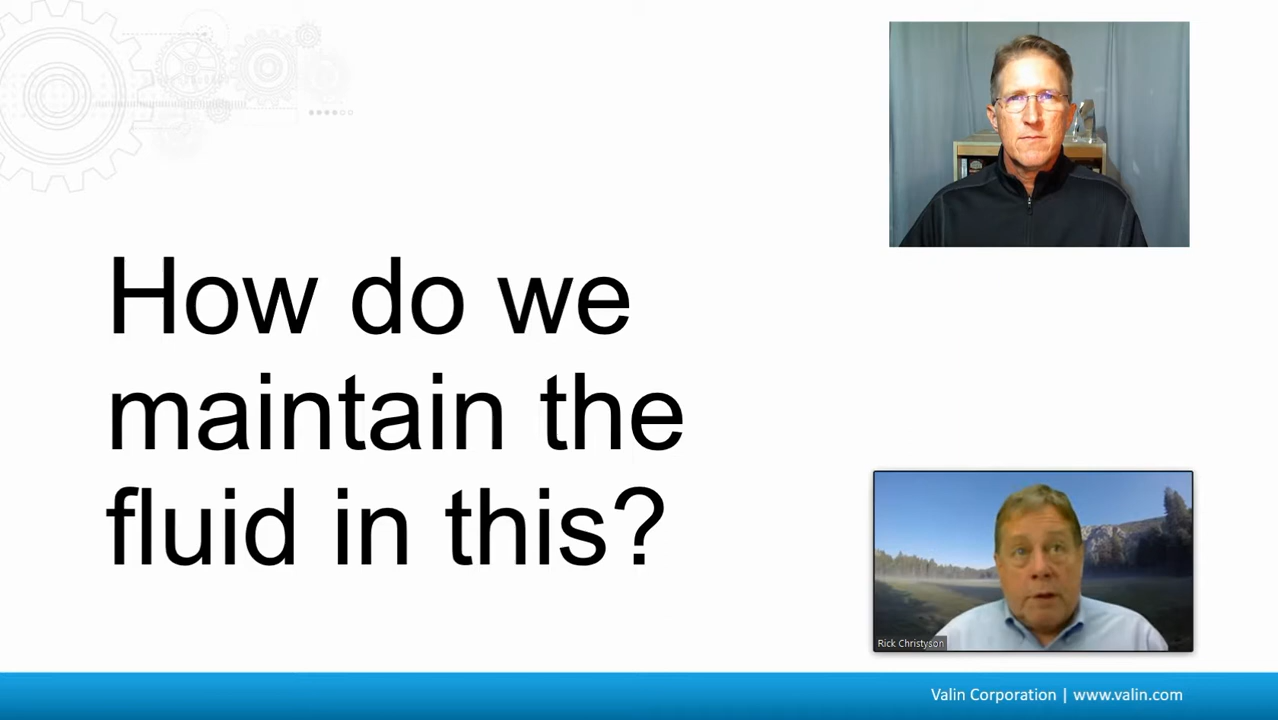 How do we
maintain the
fluid in this?
Rick Christyson
Valin Corporation | www.valin.com